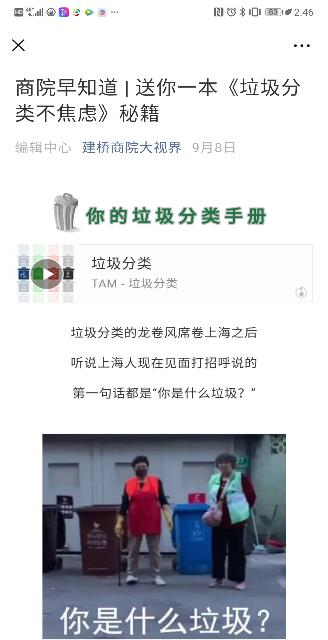 2:46
商院早知道 | 送你一本《垃圾分
类不焦虑》秘籍
编辑中心 建桥商院大视界 9月8日
你的垃圾分类手册
垃圾分类
TAM - 垃圾分类
垃圾分类的龙卷风席卷上海之后
听说上海人现在见面打招呼说的
第一句话都是“你是什么垃圾？”
你是什么垃圾？